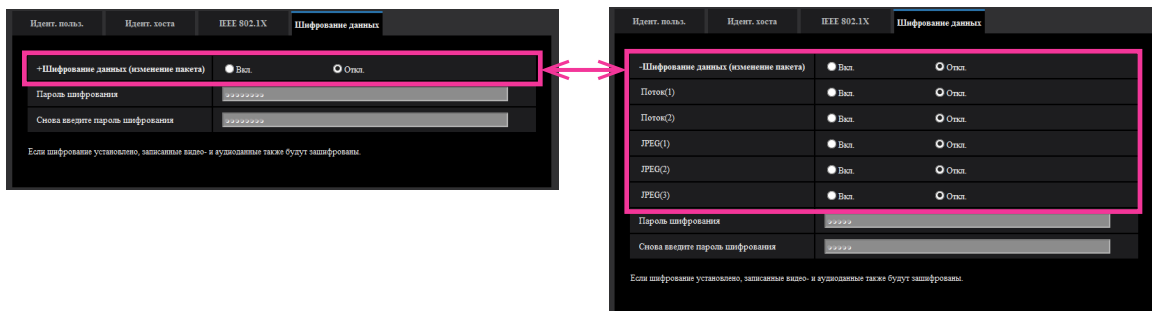 Идент. польз. Идент. хоста IEEE 802.1X Шифрование данных
+Шифрование данных (изменение пакета) Вкл. Откл.
Пароль шифрования
Снова введите пароль шифрования
Если шифрование установлено, записанные видео- и аудиоданные также будут зашифрованы.
Идент. польз. Идент. хоста IEEE 802.1X Шифрование данных
-Шифрование данных (изменение пакета) Вкл. Откл.
Поток(1) Вкл. Откл.
Поток(2) Вкл. Откл.
JPEG(1) Вкл. Откл.
JPEG(2) Вкл. Откл.
JPEG(3) Вкл. Откл.
Пароль шифрования
Снова введите пароль шифрования
Если шифрование установлено, записанные видео- и аудиоданные также будут зашифрованы.